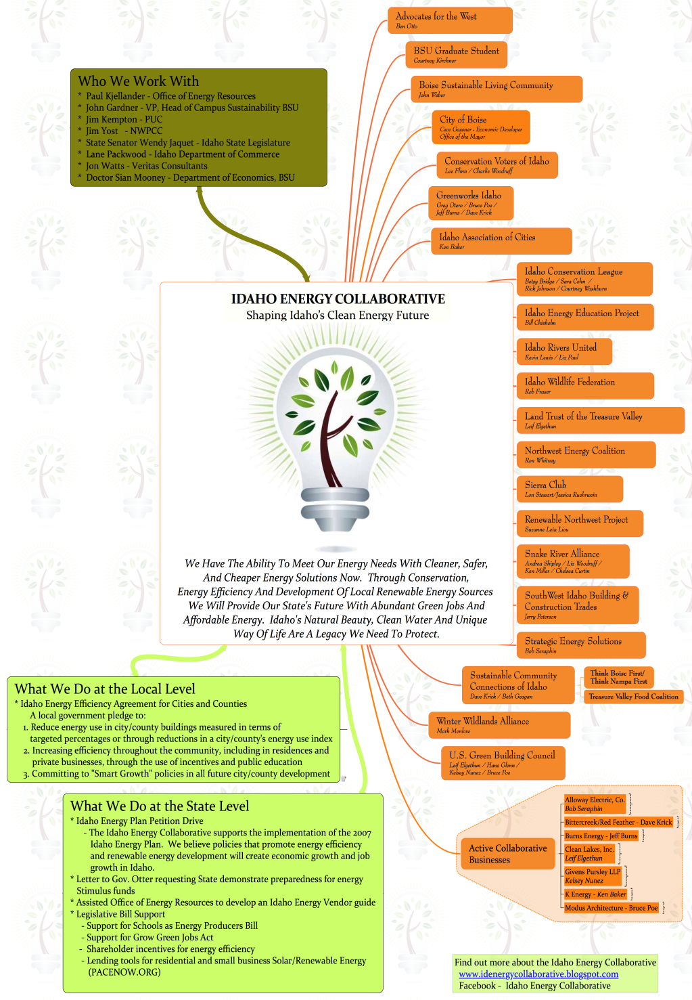 Advocates for the West
Ben Otto
BSU Graduate Student
Courtney Kirchner
Boise Sustainable Living Community
John Weber
City of Boise
Cece Gassner - Economic Developer
Office of the Mayor
Conservation Voters of Idaho
Lee Flinn / Charlie Woodruff
Greenworks Idaho
Greg Otero / Bruce Poe /
Jeff Burns / Dave Krick
Idaho Association of Cities
Ken Baker
Who We Work With
* Paul Kjellander - Office of Energy Resources
* John Gardner - VP, Head of Campus Sustainability BSU
* Jim Kempton - PUC
* Jim Yost - NWPCC
* State Senator Wendy Jaquet - Idaho State Legislature
* Lane Packwood - Idaho Department of Commerce
* Jon Watts - Veritas Consultants
* Doctor Sian Mooney - Department of Economics, BSU
IDAHO ENERGY COLLABORATIVE
Shaping Idaho's Clean Energy Future
We Have The Ability To Meet Our Energy Needs With Cleaner, Safer,
And Cheaper Energy Solutions Now. Through Conservation,
Energy Efficiency And Development Of Local Renewable Energy Sources
We Will Provide Our State's Future With Abundant Green Jobs And
Affordable Energy. Idaho's Natural Beauty, Clean Water And Unique
Way Of Life Are A Legacy We Need To Protect.
Idaho Conservation League
Betsy Bridge / Sara Cohn /
Rick Johnson / Courtney Washburn
Idaho Energy Education Project
Bill Chisholm
Idaho Rivers United
Kevin Lewis / Liz Paul
Idaho Wildlife Federation
Rob Fraser
Land Trust of the Treasure Valley
Leif Elgethun
Northwest Energy Coalition
Ron Whitney
Sierra Club
Lon Stewart/Jessica Ruehrwein
Renewable Northwest Project
Suzanne Leta Liou
Snake River Alliance
Andrea Shipley / Liz Woodruff /
Ken Miller / Chelsea Curtin
SouthWest Idaho Building &
Construction Trades
Jerry Peterson
Strategic Energy Solutions
Bob Seraphin
Sustainable Community
Connections of Idaho
Dave Krick / Beth Geagan
Think Boise First/
Think Nampa First
Treasure Valley Food Coalition
Winter Wildlands Alliance
Mark Menlove
U.S. Green Building Council
Leif Elgethun / Hans Glenn /
Kelsey Nunez / Bruce Poe
What We Do at the Local Level
* Idaho Energy Efficiency Agreement for Cities and Counties
A local government pledge to:
1. Reduce energy use in city/county buildings measured in terms of
targeted percentages or through reductions in a city/county's energy use index
2. Increasing efficiency throughout the community, including in residences and
private businesses, through the use of incentives and public education
3. Committing to "Smart Growth" policies in all future city/county development
What We Do at the State Level
* Idaho Energy Plan Petition Drive
- The Idaho Energy Collaborative supports the implementation of the 2007
Idaho Energy Plan. We believe policies that promote energy efficiency
and renewable energy development will create economic growth and job
growth in Idaho.
* Letter to Gov. Otter requesting State demonstrate preparedness for energy
Stimulus funds
* Assisted Office of Energy Resources to develop an Idaho Energy Vendor guide
* Legislative Bill Support
- Support for Schools as Energy Producers Bill
- Support for Grow Green Jobs Act
- Shareholder incentives for energy efficiency
- Lending tools for residential and small business Solar/Renewable Energy
(PACENOW.ORG)
Active Collaborative
Businesses
Alloway Electric, Co.
Bob Seraphin
Bittercreek/Red Feather - Dave Krick
Burns Energy - Jeff Burns
Clean Lakes, Inc.
Leif Elgethun
Givens Pursley LLP
Kelsey Nunez
K Energy - Ken Baker
Modus Architecture - Bruce Poe
Find out more about the Idaho Energy Collaborative
www.idenergycollaborative.blogspot.com
Facebook - Idaho Energy Collaborative